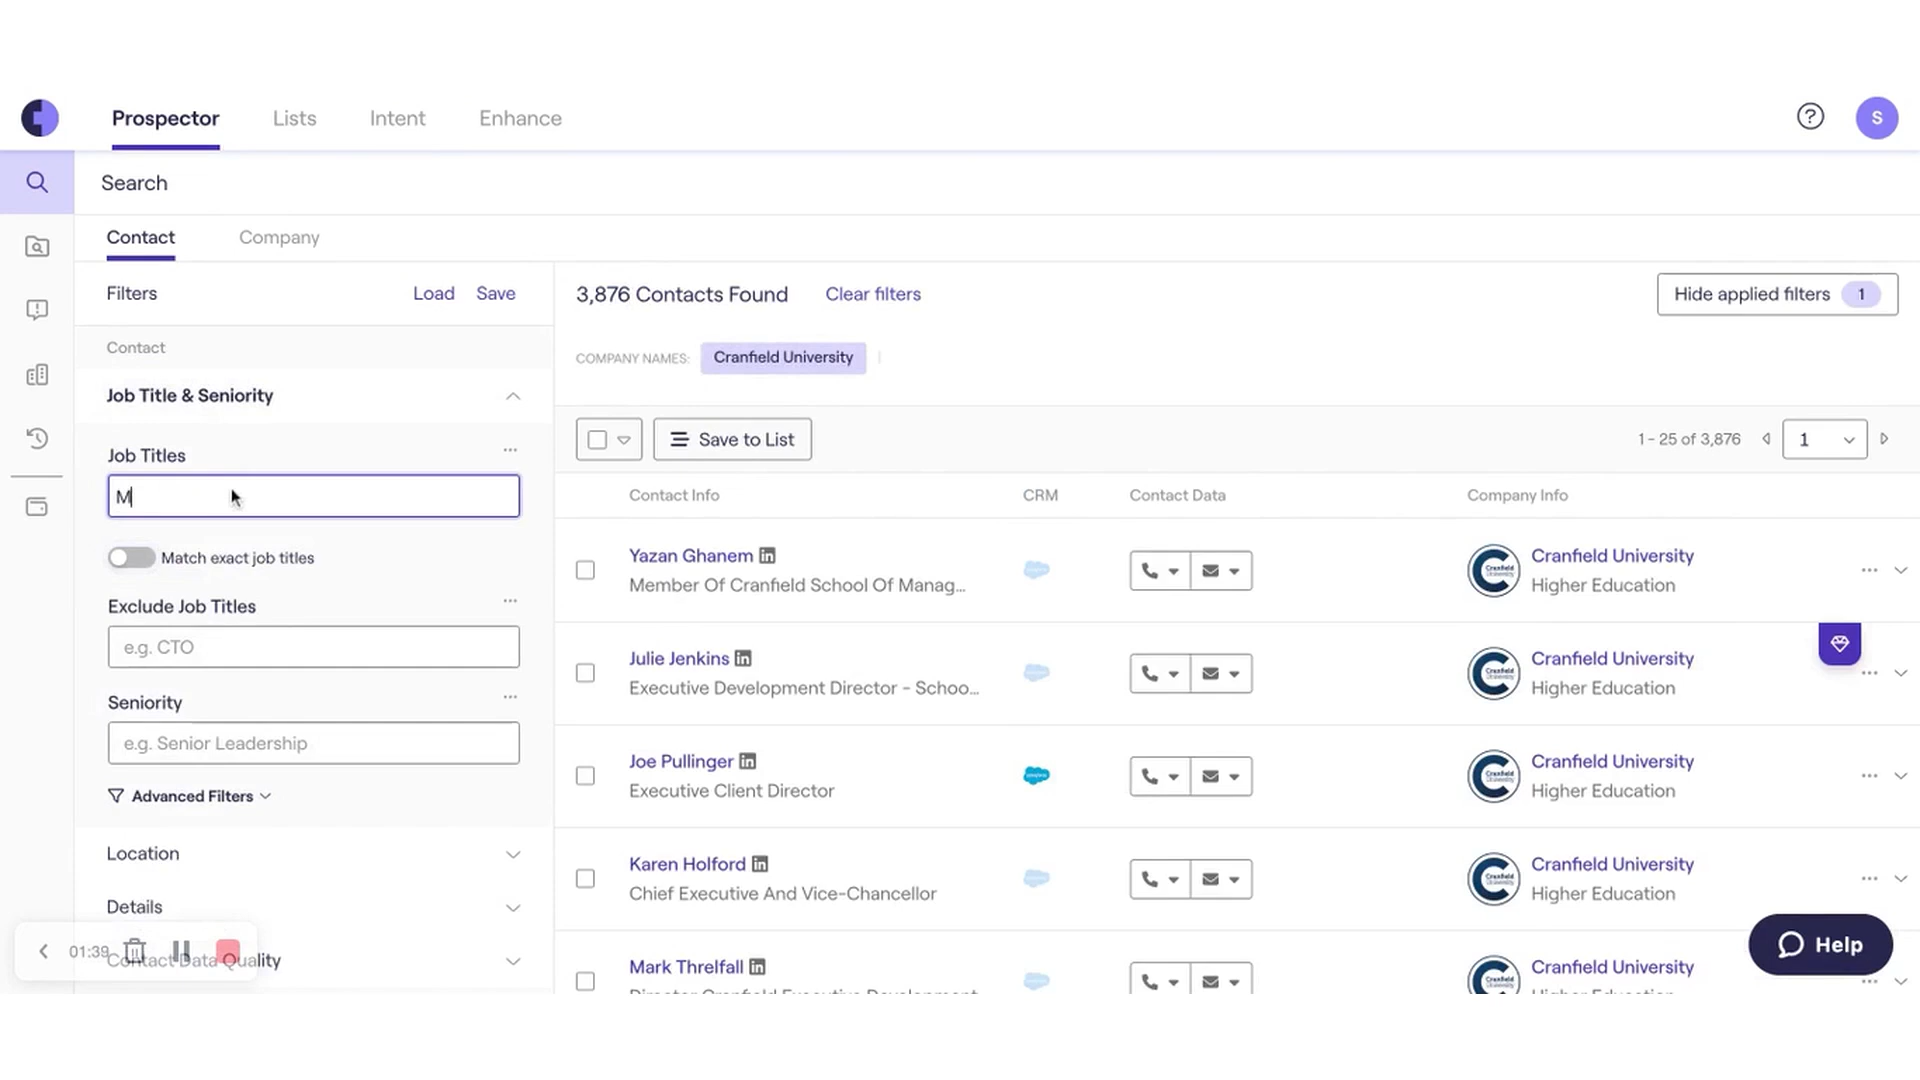 Prospector
Lists
Intent
Enhance
S
Search
Contact
Company
Filters
Load
Save
3,876 Contacts Found
Clear filters
Hide applied filters 1
Contact
COMPANY NAMES:
Cranfield University
Job Title & Seniority
Save to List
1 - 25 of 3,876
1
Job Titles
M
Match exact job titles
Exclude Job Titles
e.g. CTO
Seniority
e.g. Senior Leadership
Advanced Filters
Location
Details
Contact Data Quality
01:39
Contact Info
CRM
Contact Data
Company Info
Yazan Ghanem
Member Of Cranfield School Of Manag...
Cranfield University
Higher Education
Julie Jenkins
Executive Development Director - Schoo...
Cranfield University
Higher Education
Joe Pullinger
Executive Client Director
Cranfield University
Higher Education
Karen Holford
Chief Executive And Vice-Chancellor
Cranfield University
Higher Education
Mark Threlfall
Director Cranfield Executive Development
Cranfield University
Higher Education
Help